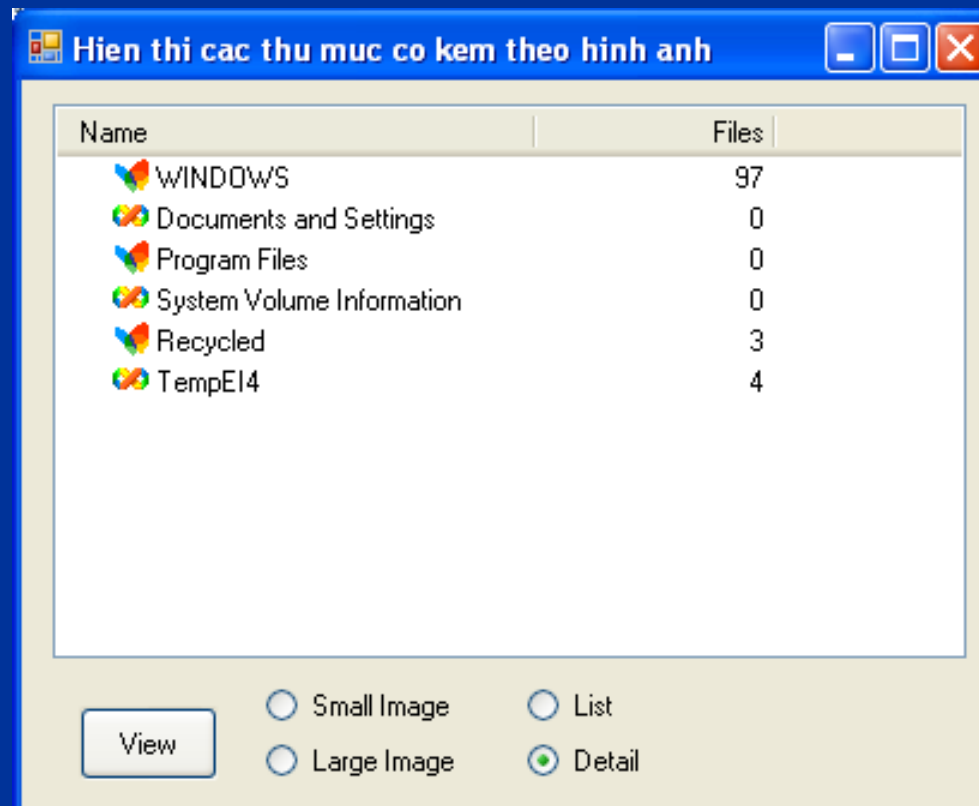 Hien thi cac thu muc co kem theo hinh anh
Name Files
WINDOWS 97
Documents and Settings 0
Program Files 0
System Volume Information 0
Recycled 3
TempEI4 4
Small Image List
View
Large Image Detail